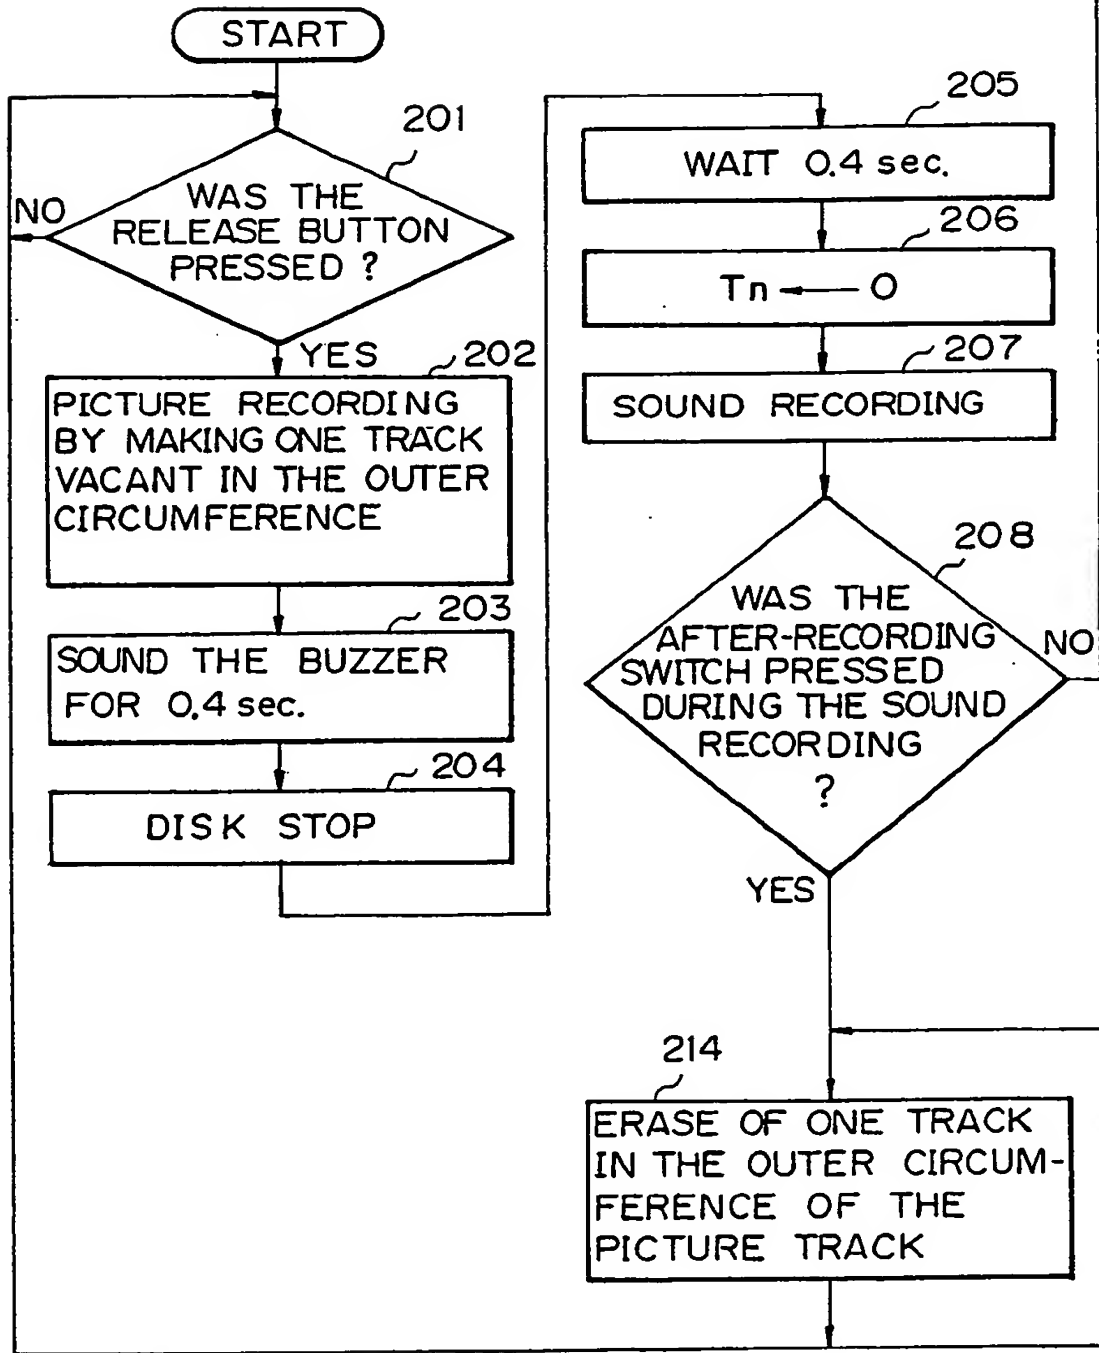 START
201
WAS THE
RELEASE BUTTON
PRESSED ?
NO
YES
202
PICTURE RECORDING
BY MAKING ONE TRACK
VACANT IN THE OUTER
CIRCUMFERENCE
203
SOUND THE BUZZER
FOR 0.4 sec.
204
DISK STOP
205
WAIT 0.4 sec.
206
Tn ← 0
207
SOUND RECORDING
208
WAS THE
AFTER-RECORDING
SWITCH PRESSED
DURING THE SOUND
RECORDING
?
NO
YES
214
ERASE OF ONE TRACK
IN THE OUTER CIRCUM-
FERENCE OF THE
PICTURE TRACK